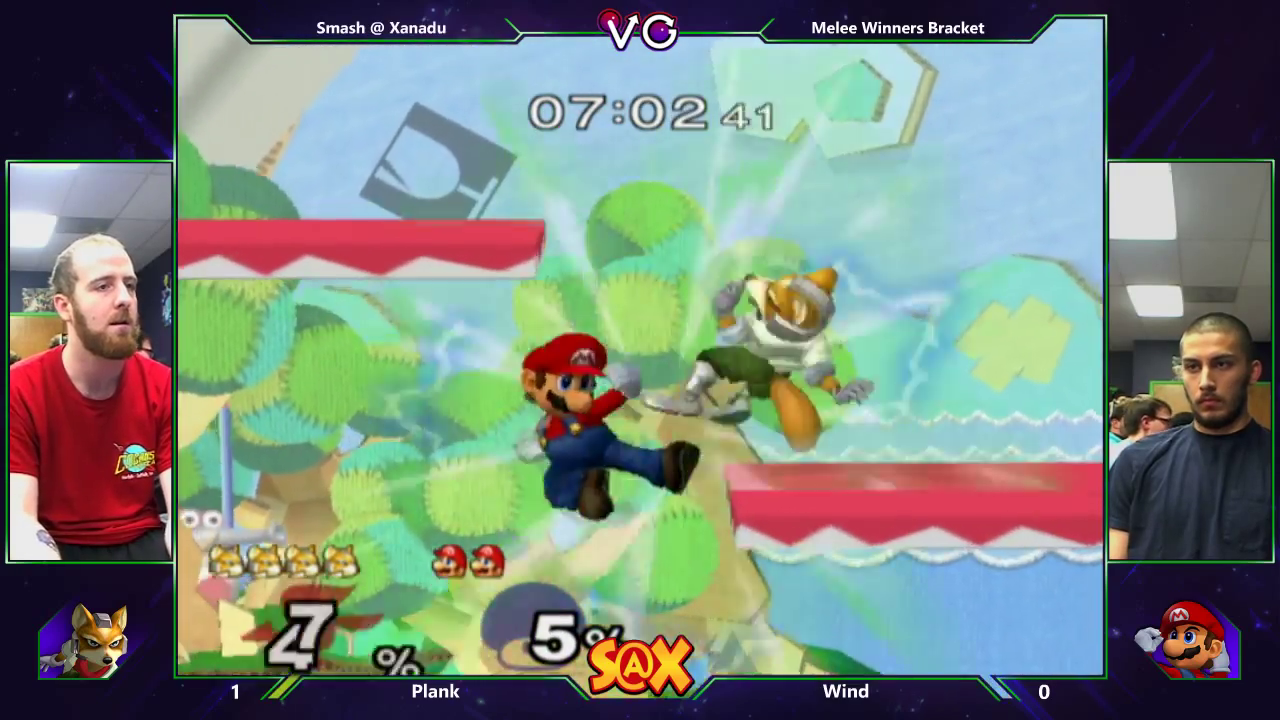 Smash @ Xanadu
VG
Melee Winners Bracket
07:02 41
47%
5%
S@X
1
Plank
Wind
0